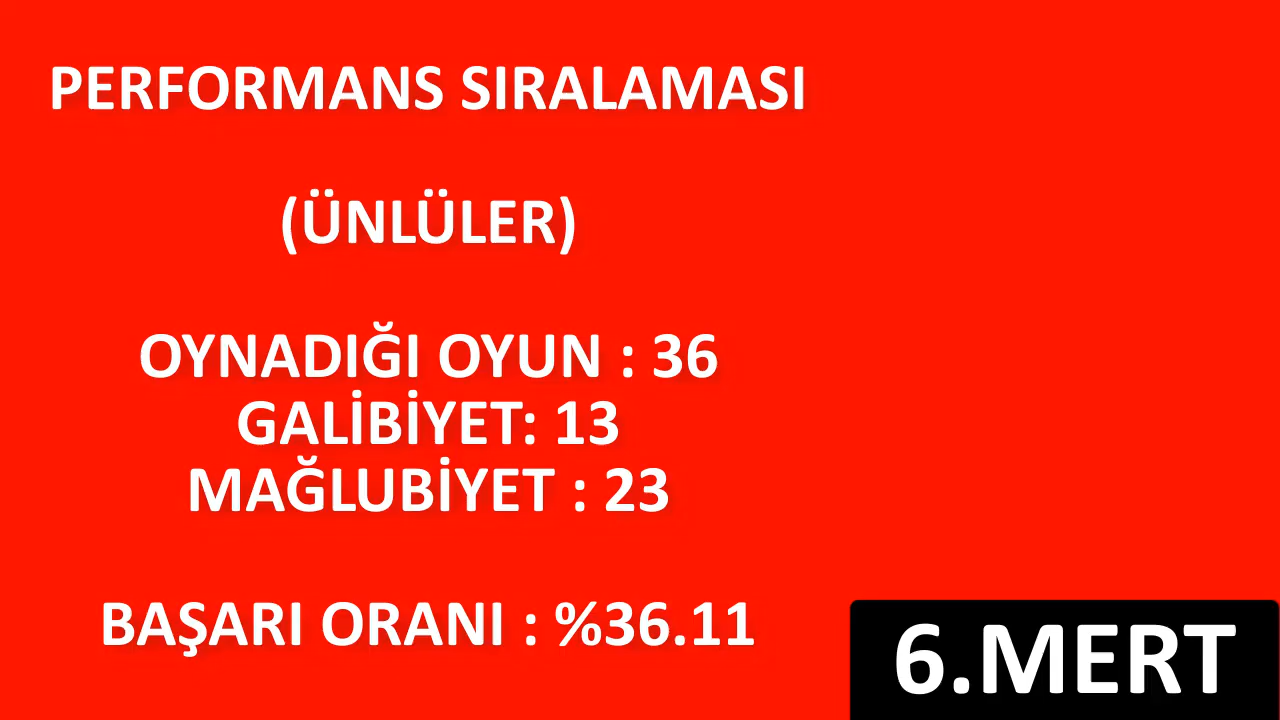 PERFORMANS SIRALAMASI
(ÜNLÜLER)
OYNADIĞI OYUN : 36
GALİBİYET: 13
MAĞLUBİYET : 23
BAŞARI ORANI : %36.11
6.MERT